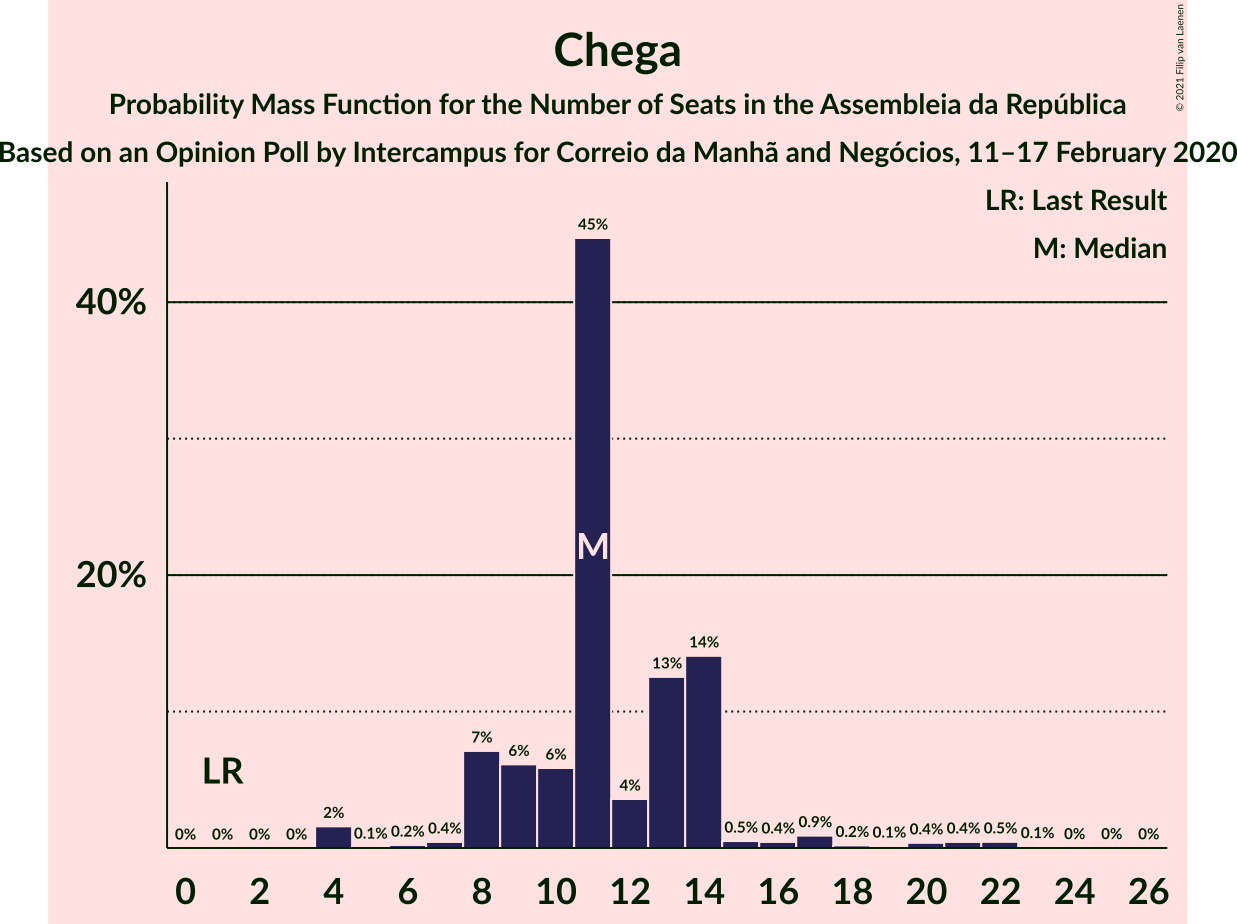 Chega
Probability Mass Function for the Number of Seats in the Assembleia da República
Based on an Opinion Poll by Intercampus for Correio da Manhã and Negócios, 11–17 February 2020
© 2021 Filip van Laenen
LR: Last Result
M: Median
45%
40%
M
20%
14%
13%
7%
6%
6%
4%
LR
2%
0% 0% 0% 0% 0.1% 0.2% 0.4% 0.5% 0.4% 0.9% 0.2% 0.1% 0.4% 0.4% 0.5% 0.1% 0% 0% 0%
0 2 4 6 8 10 12 14 16 18 20 22 24 26